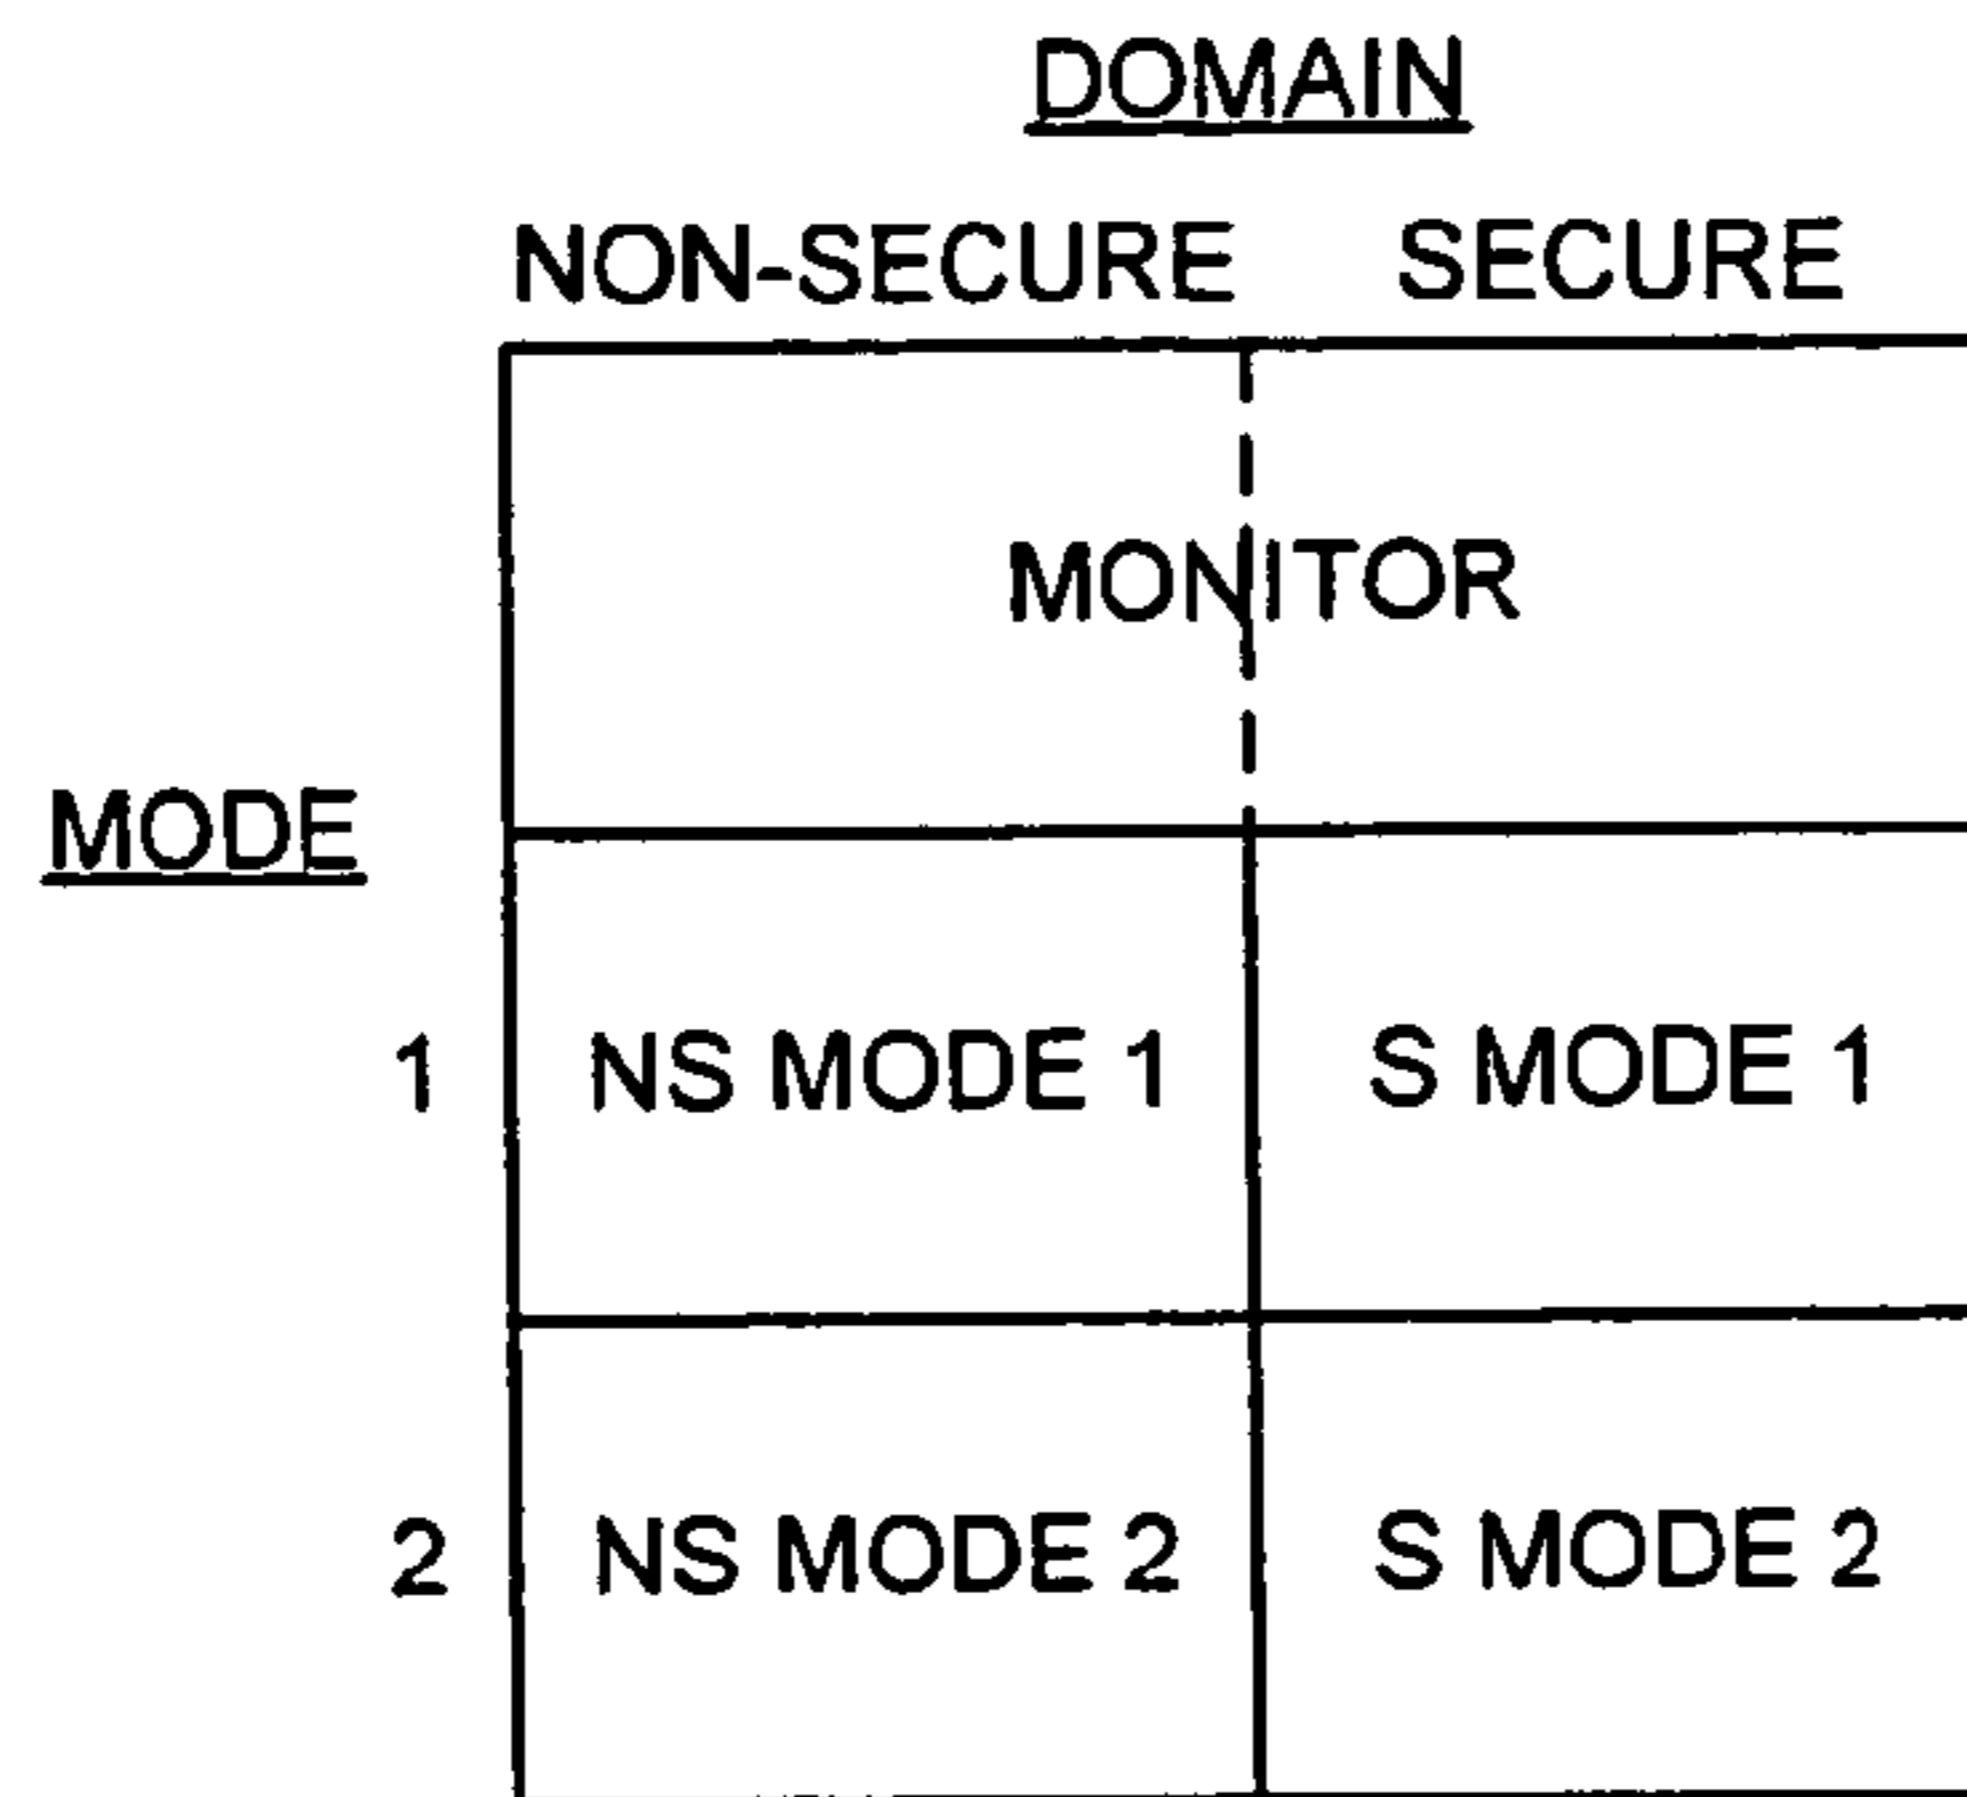 DOMAIN
NON-SECURE SECURE
MONITOR
MODE
1 NS MODE 1 S MODE 1
2 NS MODE 2 S MODE 2